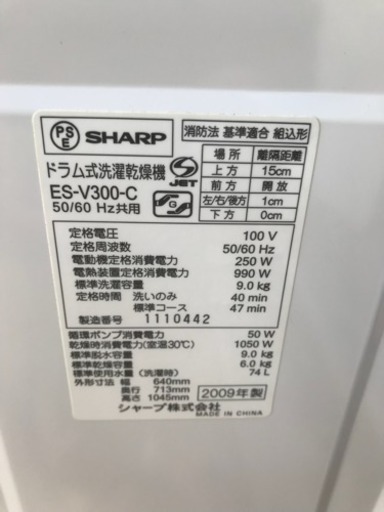 PS
E
SHARP
消防法 基準適合 組込形
ドラム式洗濯乾燥機
S JET
ES-V300-C
50/60 Hz共用
場所 離隔距離
上方 15cm
前方 開放
左/右/後方 1cm
下方 0cm
定格電圧 100 V
定格周波数 50/60 Hz
電動機定格消費電力 250 W
電熱装置定格消費電力 990 W
標準洗濯容量 9.0 kg
定格時間 洗いのみ 40 min
標準コース 47 min
製造番号 1110442
循環ポンプ消費電力 50 W
乾燥時消費電力(室温30℃) 1050 W
標準脱水容量 9.0 kg
標準乾燥容量 6.0 kg
標準使用水量（洗濯時） 74 L
外形寸法 幅 640mm
奥行 713mm
高さ 1045mm
2009年製
シャープ株式会社
MADE IN CHINA